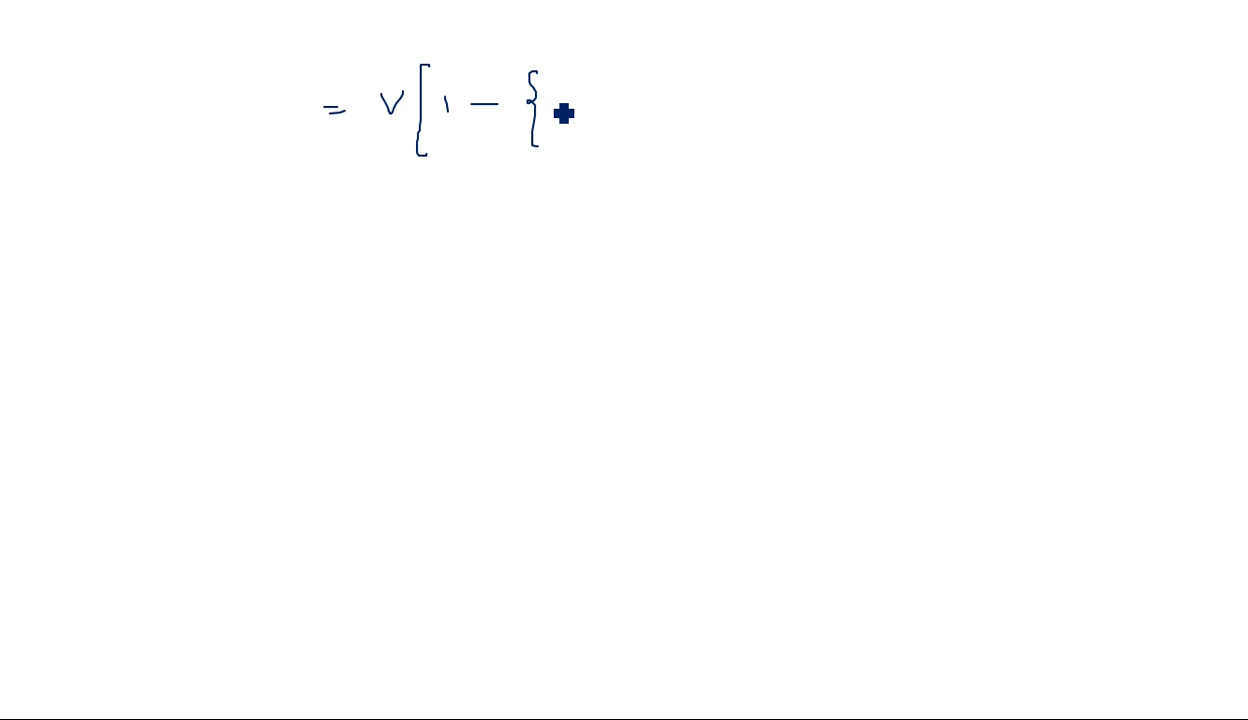 = V[1 - {